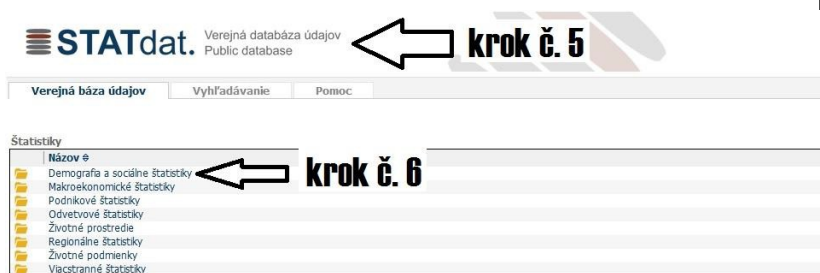 STATdat. Verejná databáza údajov
Public database
krok č. 5
Verejná báza údajov Vyhľadávanie Pomoc
Štatistiky
Názov
krok č. 6
Demografia a sociálne štatistiky
Makroekonomické štatistiky
Podnikové štatistiky
Odvetvové štatistiky
Životné prostredie
Regionálne štatistiky
Životné podmienky
Viacstranné štatistiky